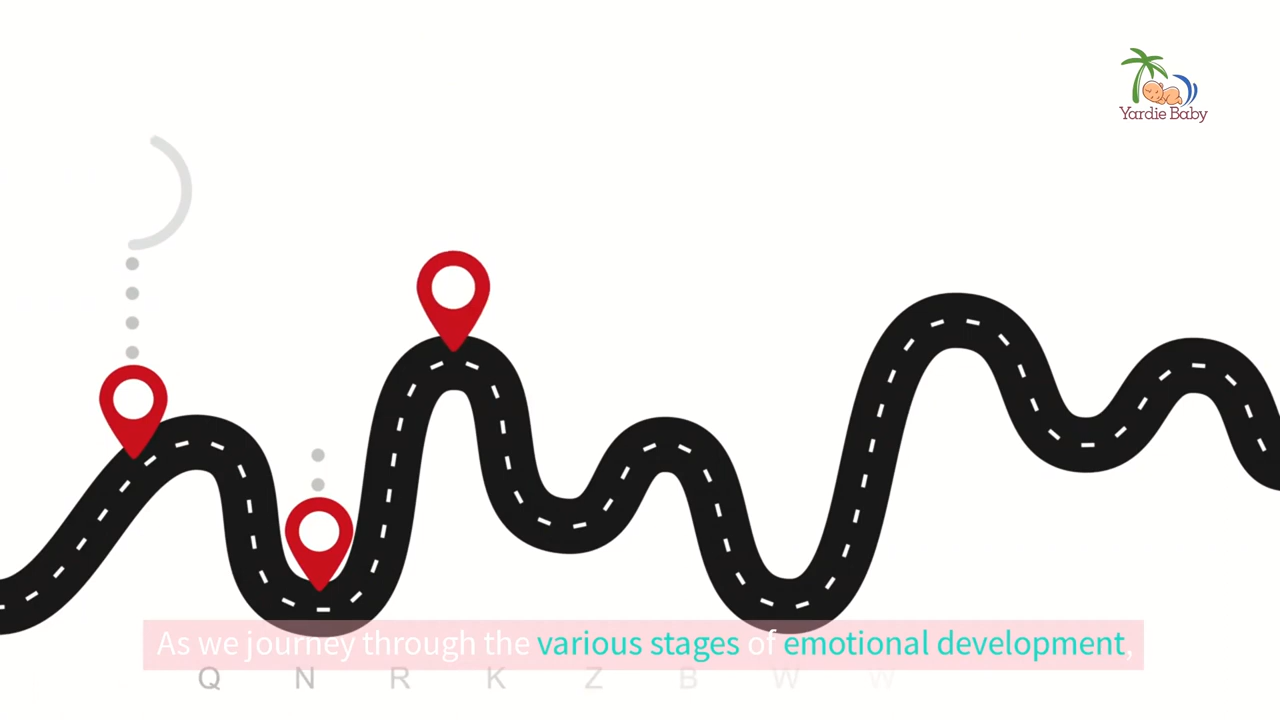 Yardie Baby
As we journey through the various stages of emotional development,
Q N R K Z B W W